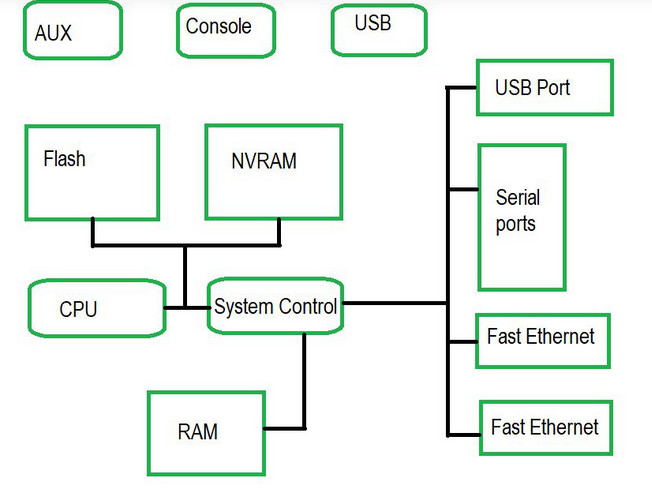 AUX
Console
USB
USB Port
Flash
NVRAM
Serial
ports
CPU
System Control
Fast Ethernet
RAM
Fast Ethernet